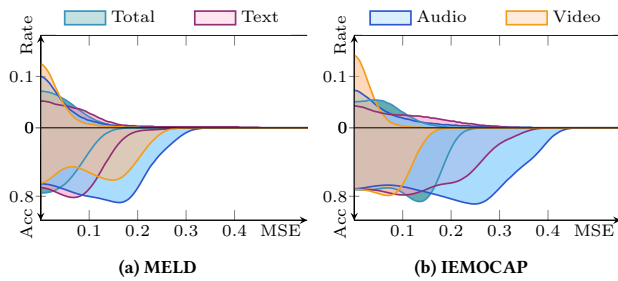 Total Text Audio Video
Rate
0.1
0
0.8
Acc
0.1 0.2 0.3 0.4 MSE
(a) MELD
Rate
0.1
0
0.8
Acc
0.1 0.2 0.3 0.4 MSE
(b) IEMOCAP